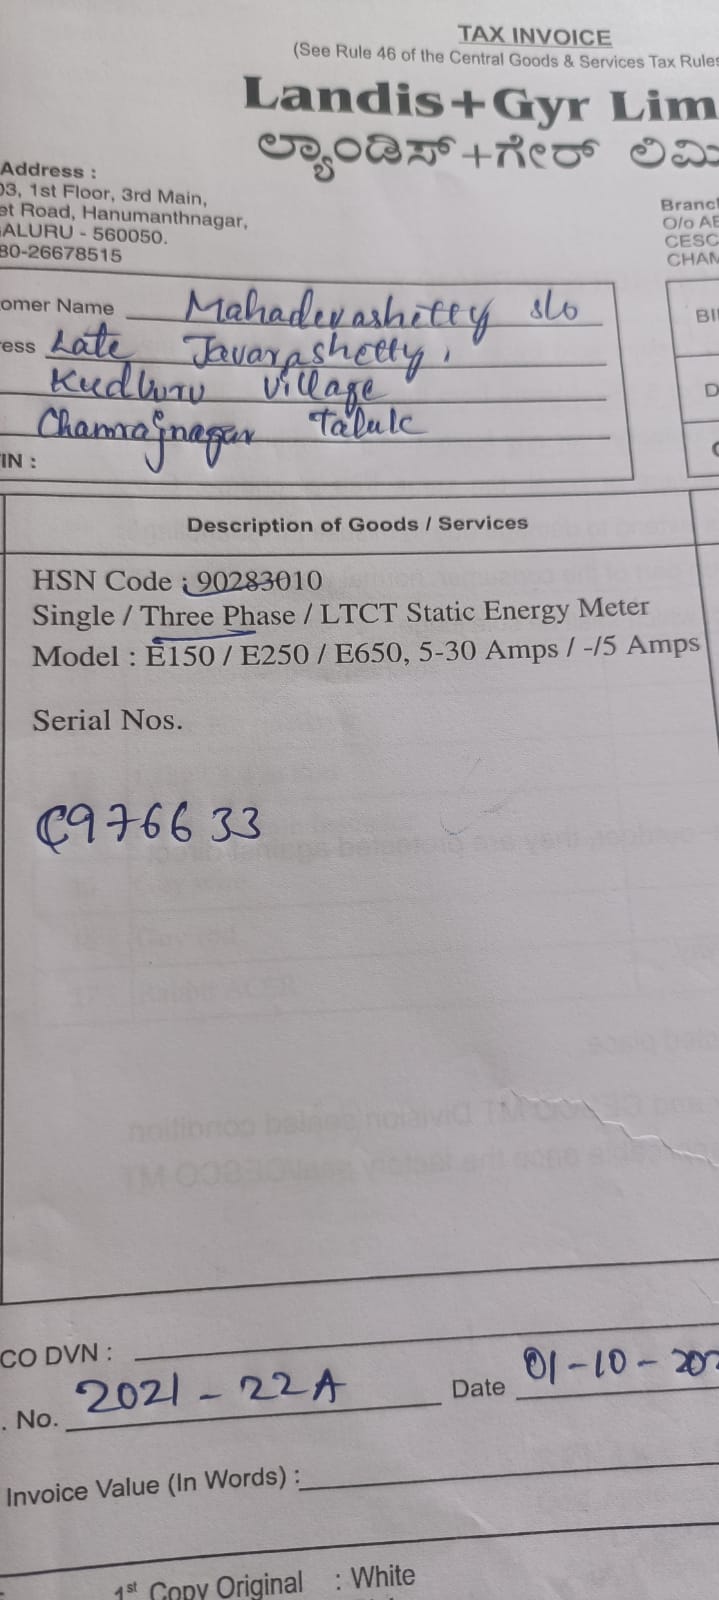 TAX INVOICE
(See Rule 46 of the Central Goods & Services Tax Rules
Landis+Gyr Lim
ಲ್ಯಾಂಡಿಸ್+ಗೇರ್ ಲಿಮಿ
Address :
03, 1st Floor, 3rd Main,
et Road, Hanumanthnagar,
ALURU - 560050.
80-26678515
Branch
O/o AE
CESC
CHAM
omer Name Mahadevashetty s/o
ess Late Javarashetty,
Kudluru Village
Chamrajnagar Taluk
IN :
BI
D
Description of Goods / Services
HSN Code : 90283010
Single / Three Phase / LTCT Static Energy Meter
Model : E150 / E250 / E650, 5-30 Amps / -/5 Amps
Serial Nos.
C976633
CO DVN :
. No. 2021 - 22A Date 01-10-202
Invoice Value (In Words) :
1st Copy Original : White